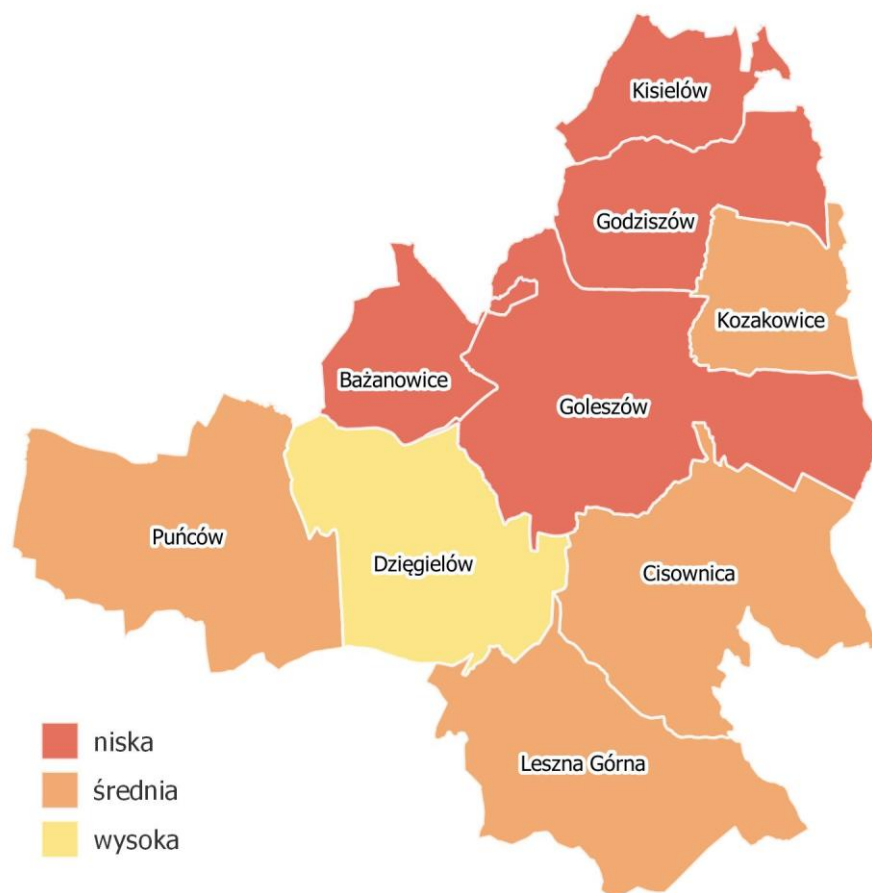 Kisielów
Godziszów
Kozakowice
Bażanowice
Goleszów
Puńców
Dzięgielów
Cisownica
Leszna Górna
niska
średnia
wysoka